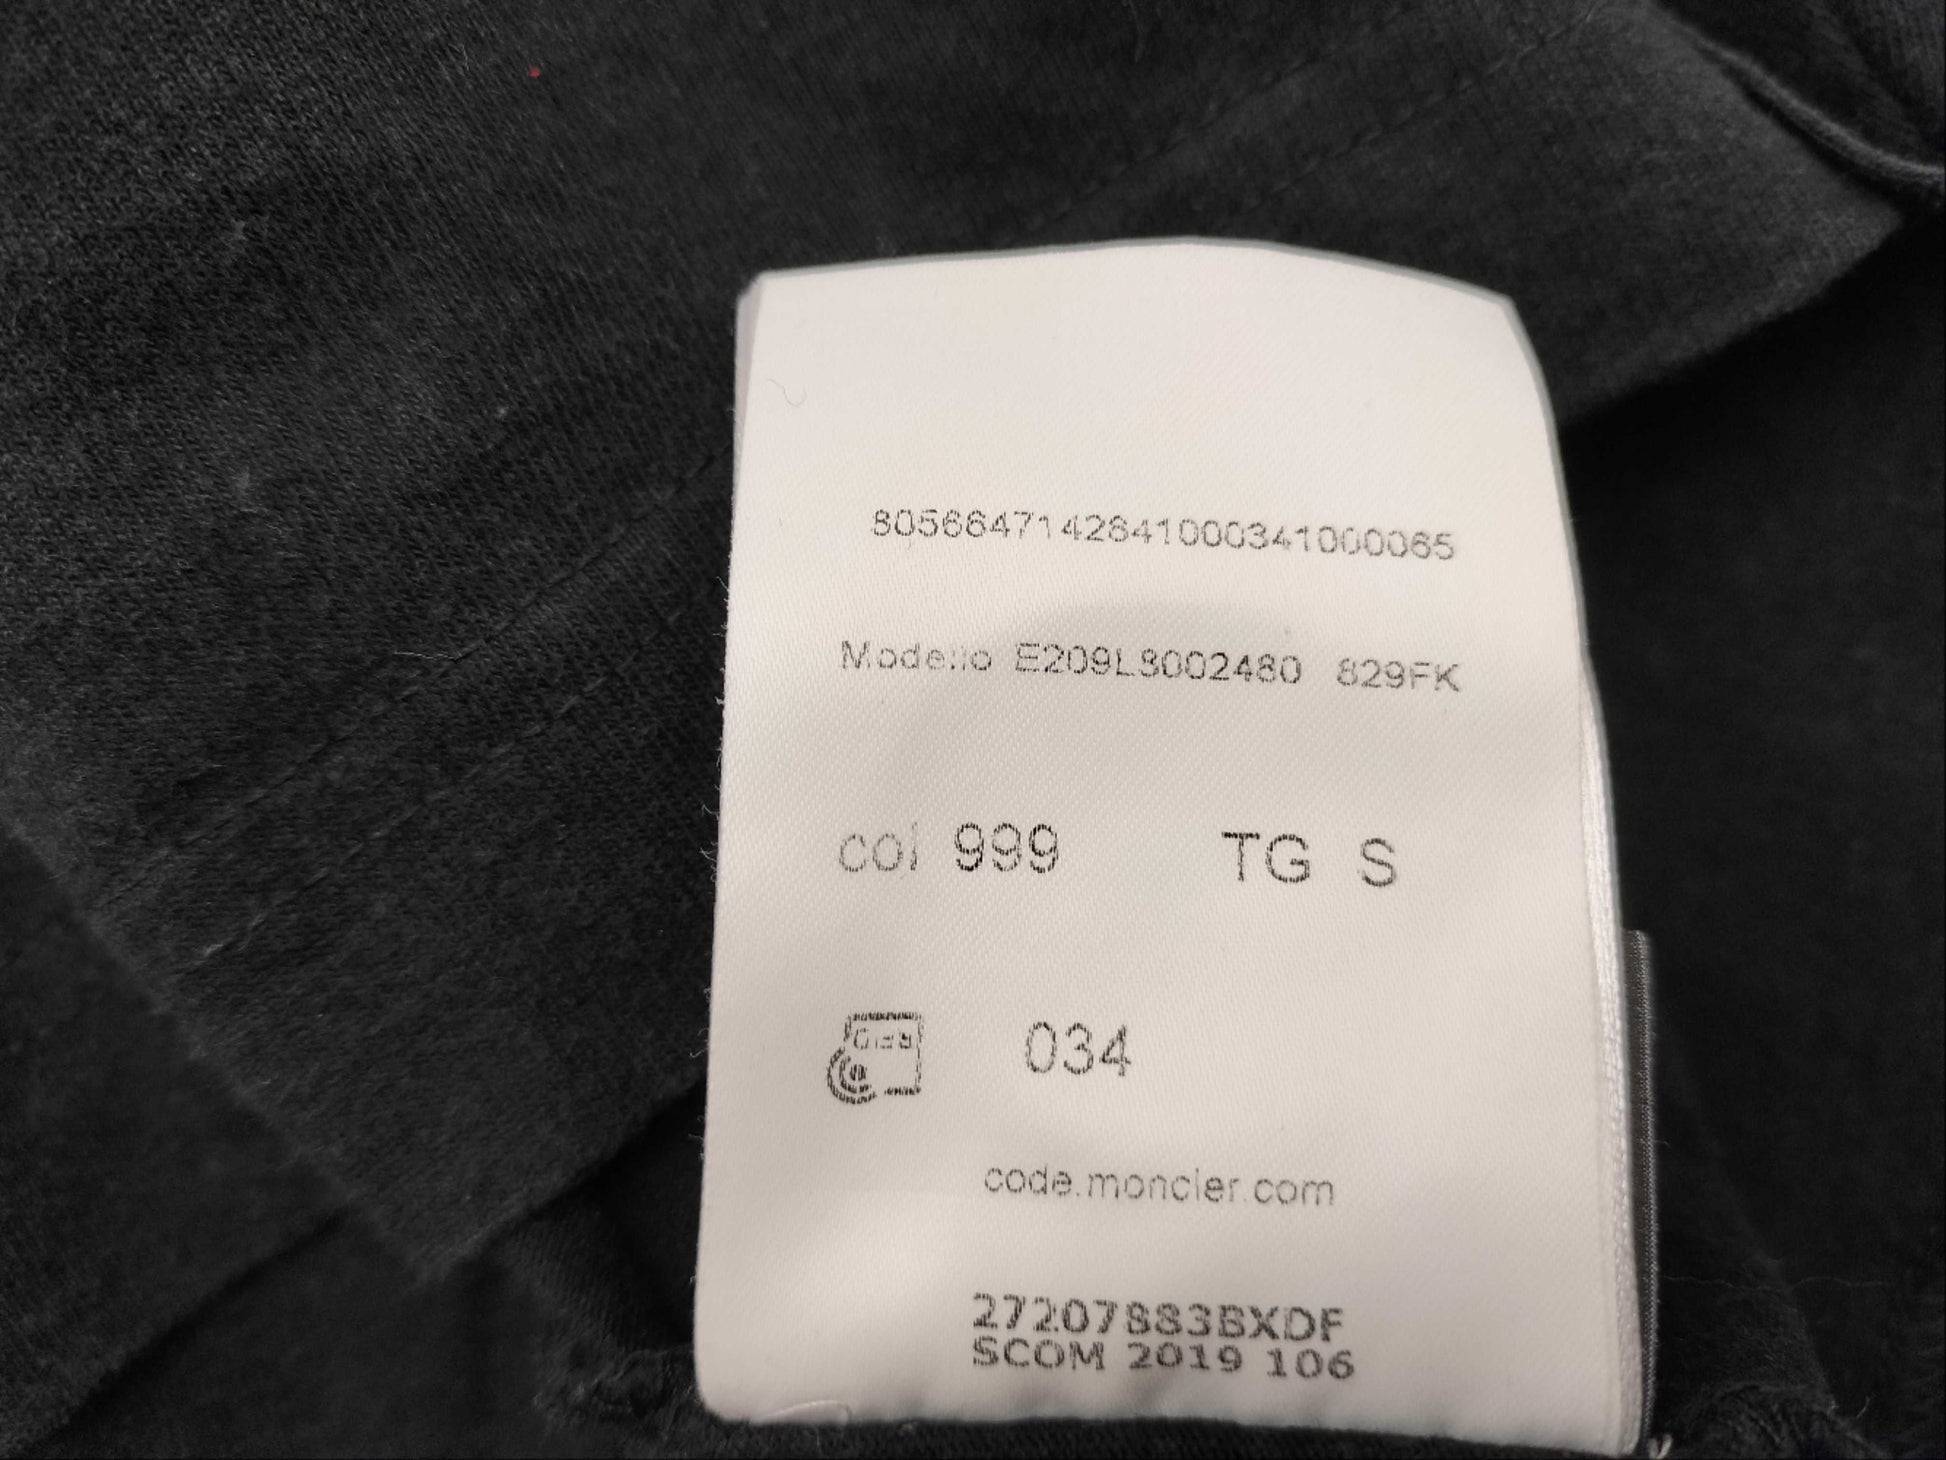 8056647142841000341000065
Modello E209L8002480 829FK
col 999 TG S
034
code.moncler.com
27207883BXDF
SCOM 2019 106